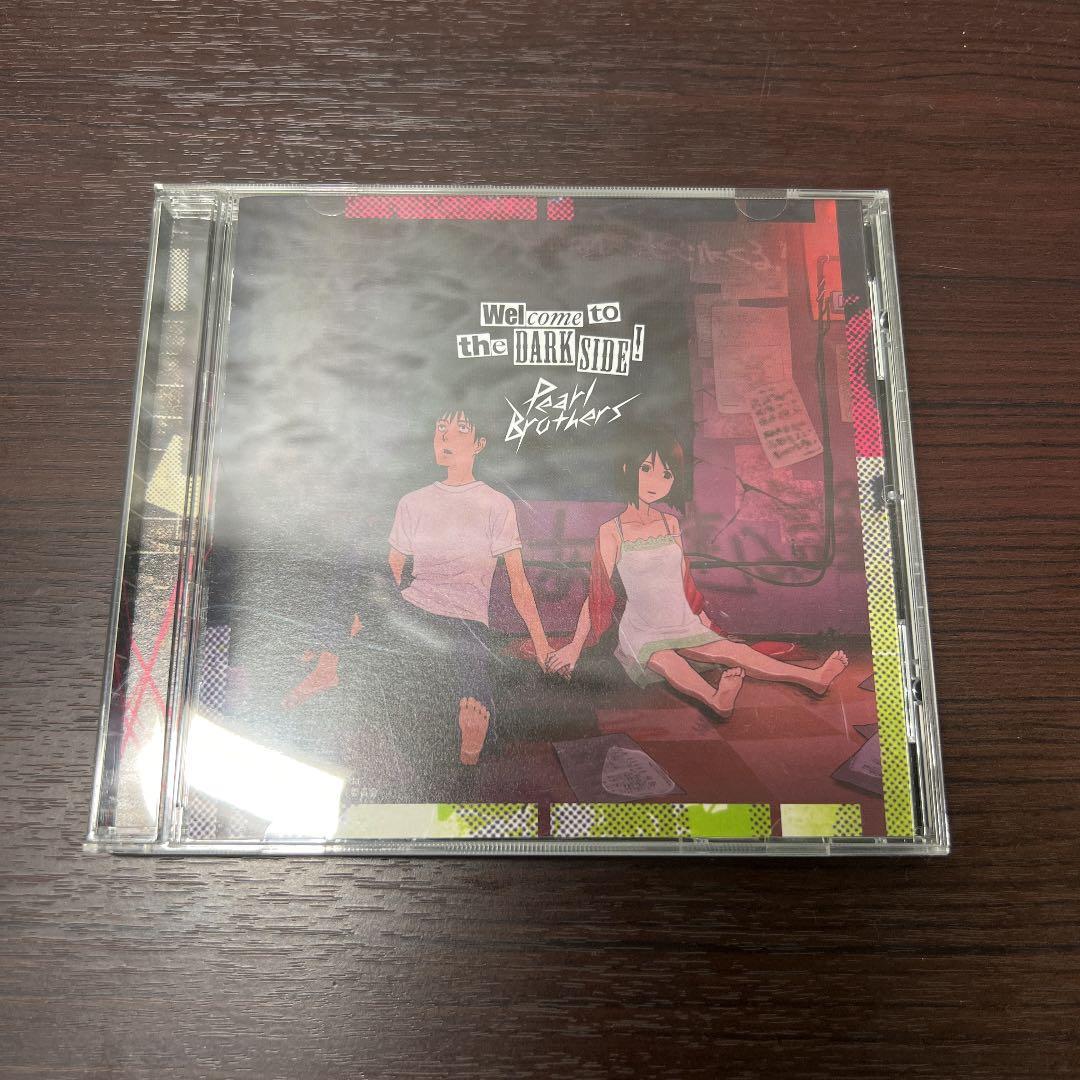 Welcome to
the DARK SIDE!
Pearl
Brothers